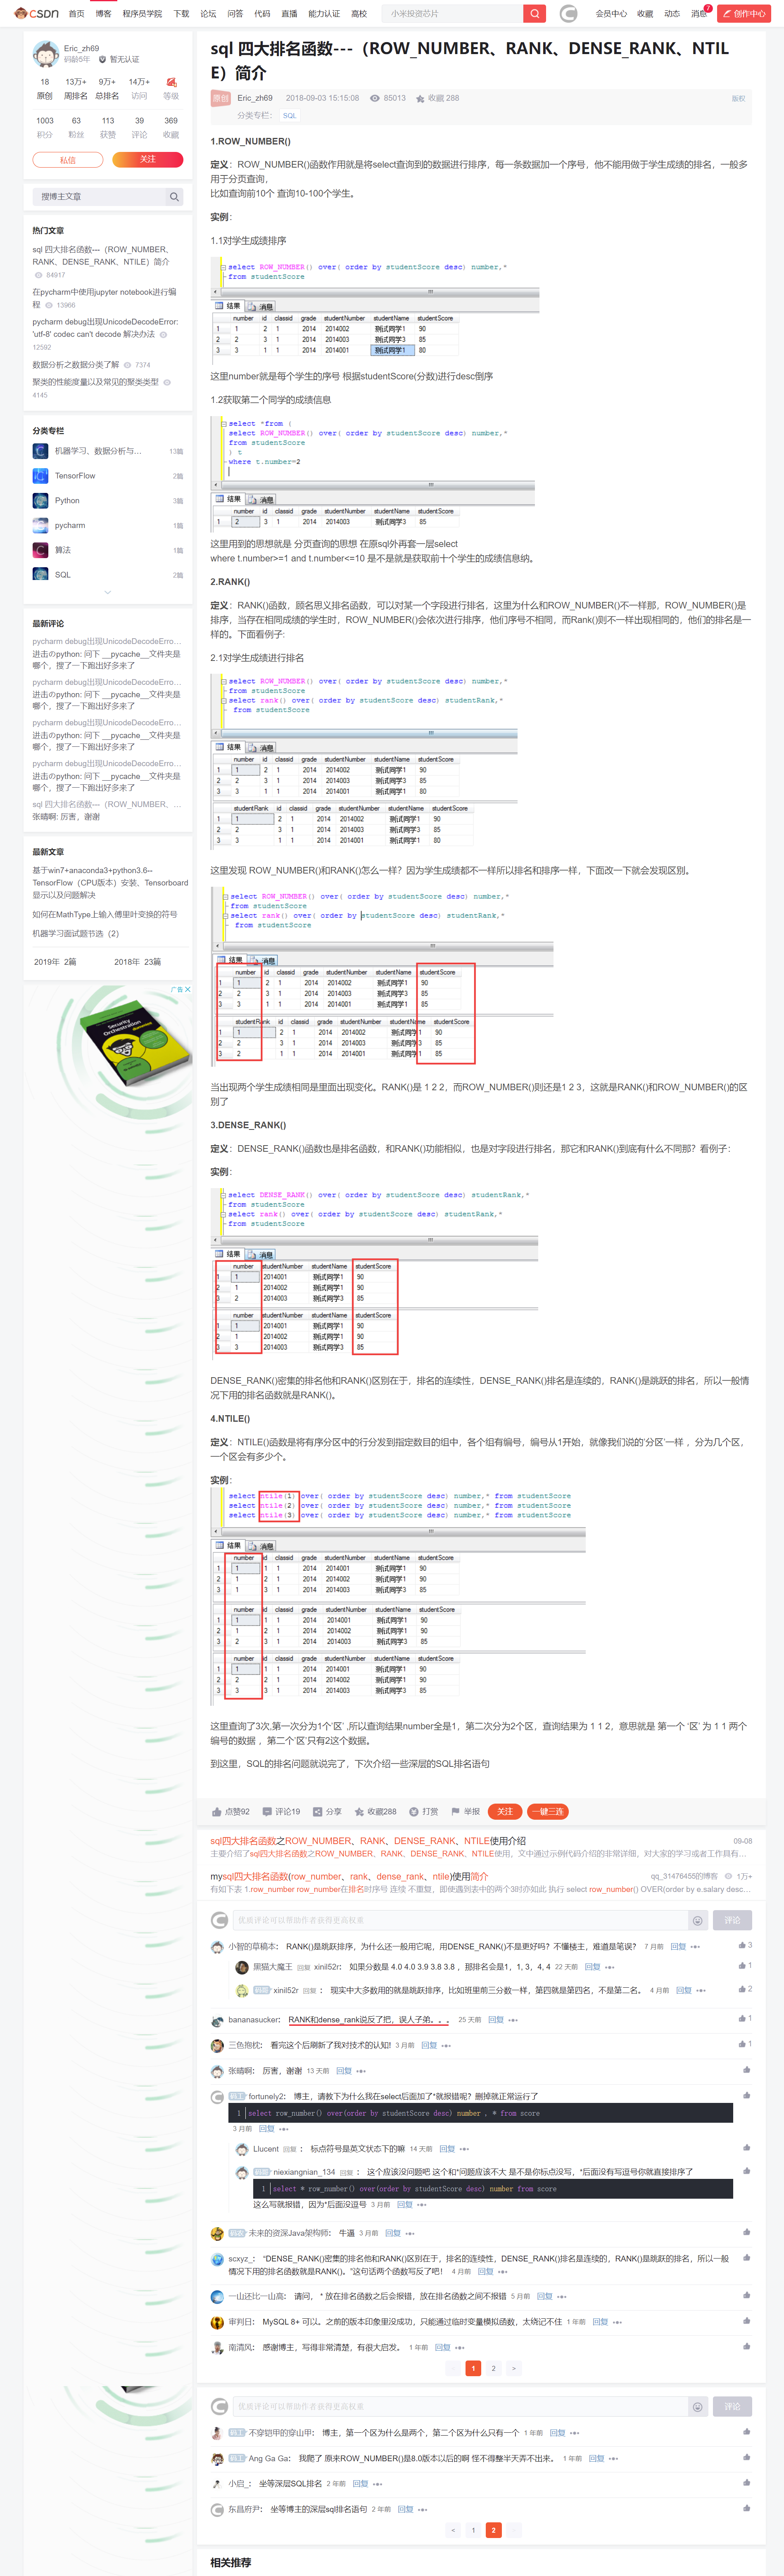 CSDN 首页 博客 程序员学院 下载 论坛 问答 代码 直播 能力认证 高校 小米投资芯片 会员中心 收藏 动态 消息 7 创作中心
Eric_zh69
码龄5年 暂无认证
18 13万+ 9万+ 14万+
原创 周排名 总排名 访问 等级
1003 63 113 39 369
积分 粉丝 获赞 评论 收藏
私信 关注
搜博主文章
热门文章
sql 四大排名函数---（ROW_NUMBER、
RANK、DENSE_RANK、NTILE）简介
84917
在pycharm中使用jupyter notebook进行编
程 13966
pycharm debug出现UnicodeDecodeError:
'utf-8' codec can't decode 解决办法
12592
数据分析之数据分类了解 7374
聚类的性能度量以及常见的聚类类型
4145
分类专栏
机器学习、数据分析与... 13篇
TensorFlow 2篇
Python 3篇
pycharm 1篇
算法 1篇
SQL 2篇
最新评论
pycharm debug出现UnicodeDecodeErro...
进击のpython: 问下 __pycache__文件夹是
哪个，搜了一下跑出好多来了
pycharm debug出现UnicodeDecodeErro...
进击のpython: 问下 __pycache__文件夹是
哪个，搜了一下跑出好多来了
pycharm debug出现UnicodeDecodeErro...
进击のpython: 问下 __pycache__文件夹是
哪个，搜了一下跑出好多来了
pycharm debug出现UnicodeDecodeErro...
进击のpython: 问下 __pycache__文件夹是
哪个，搜了一下跑出好多来了
sql 四大排名函数---（ROW_NUMBER、...
张晴啊: 厉害，谢谢
最新文章
基于win7+anaconda3+python3.6--
TensorFlow（CPU版本）安装、Tensorboard
显示以及问题解决
如何在MathType上输入傅里叶变换的符号
机器学习面试题节选（2）
2019年 2篇 2018年 23篇
广告
Security
Orchestration
sql 四大排名函数---（ROW_NUMBER、RANK、DENSE_RANK、NTIL
E）简介
原创 Eric_zh69 2018-09-03 15:15:08 85013 收藏 288 版权
分类专栏： SQL
1.ROW_NUMBER()
定义：ROW_NUMBER()函数作用就是将select查询到的数据进行排序，每一条数据加一个序号，他不能用做于学生成绩的排名，一般多
用于分页查询，
比如查询前10个 查询10-100个学生。
实例：
1.1对学生成绩排序
select ROW_NUMBER() over( order by studentScore desc) number,*
from studentScore
结果 消息
number id classid grade studentNumber studentName studentScore
1 1 2 1 2014 2014002 测试同学1 90
2 2 3 1 2014 2014003 测试同学3 85
3 3 1 1 2014 2014001 测试同学1 80
这里number就是每个学生的序号 根据studentScore(分数)进行desc倒序
1.2获取第二个同学的成绩信息
select *from (
select ROW_NUMBER() over( order by studentScore desc) number,*
from studentScore
) t
where t.number=2
结果 消息
number id classid grade studentNumber studentName studentScore
1 2 3 1 2014 2014003 测试同学3 85
这里用到的思想就是 分页查询的思想 在原sql外再套一层select
where t.number>=1 and t.number<=10 是不是就是获取前十个学生的成绩信息纳。
2.RANK()
定义：RANK()函数，顾名思义排名函数，可以对某一个字段进行排名，这里为什么和ROW_NUMBER()不一样那，ROW_NUMBER()是
排序，当存在相同成绩的学生时，ROW_NUMBER()会依次进行排序，他们序号不相同，而Rank()则不一样出现相同的，他们的排名是一
样的。下面看例子:
2.1对学生成绩进行排名
select ROW_NUMBER() over( order by studentScore desc) number,*
from studentScore
select rank() over( order by studentScore desc) studentRank,*
from studentScore
结果 消息
number id classid grade studentNumber studentName studentScore
1 1 2 1 2014 2014002 测试同学1 90
2 2 3 1 2014 2014003 测试同学3 85
3 3 1 1 2014 2014001 测试同学1 80
studentRank id classid grade studentNumber studentName studentScore
1 1 2 1 2014 2014002 测试同学1 90
2 2 3 1 2014 2014003 测试同学3 85
3 3 1 1 2014 2014001 测试同学1 80
这里发现 ROW_NUMBER()和RANK()怎么一样？因为学生成绩都不一样所以排名和排序一样，下面改一下就会发现区别。
select ROW_NUMBER() over( order by studentScore desc) number,*
from studentScore
select rank() over( order by studentScore desc) studentRank,*
from studentScore
结果 消息
number id classid grade studentNumber studentName studentScore
1 1 2 1 2014 2014002 测试同学1 90
2 2 3 1 2014 2014003 测试同学3 85
3 3 1 1 2014 2014001 测试同学1 85
studentRank id classid grade studentNumber studentName studentScore
1 1 2 1 2014 2014002 测试同学1 90
2 2 3 1 2014 2014003 测试同学3 85
3 2 1 1 2014 2014001 测试同学1 85
当出现两个学生成绩相同是里面出现变化。RANK()是 1 2 2，而ROW_NUMBER()则还是1 2 3，这就是RANK()和ROW_NUMBER()的区
别了
3.DENSE_RANK()
定义：DENSE_RANK()函数也是排名函数，和RANK()功能相似，也是对字段进行排名，那它和RANK()到底有什么不同那？看例子：
实例：
select DENSE_RANK() over( order by studentScore desc) studentRank,*
from studentScore
select rank() over( order by studentScore desc) studentRank,*
from studentScore
结果 消息
number studentNumber studentName studentScore
1 1 2014001 测试同学1 90
2 1 2014002 测试同学1 90
3 2 2014003 测试同学3 85
number studentNumber studentName studentScore
1 1 2014001 测试同学1 90
2 1 2014002 测试同学1 90
3 3 2014003 测试同学3 85
DENSE_RANK()密集的排名他和RANK()区别在于，排名的连续性，DENSE_RANK()排名是连续的，RANK()是跳跃的排名，所以一般情
况下用的排名函数就是RANK()。
4.NTILE()
定义：NTILE()函数是将有序分区中的行分发到指定数目的组中，各个组有编号，编号从1开始，就像我们说的'分区'一样 ，分为几个区，
一个区会有多少个。
实例：
select ntile(1) over( order by studentScore desc) number,* from studentScore
select ntile(2) over( order by studentScore desc) number,* from studentScore
select ntile(3) over( order by studentScore desc) number,* from studentScore
结果 消息
number id classid grade studentNumber studentName studentScore
1 1 1 1 2014 2014001 测试同学1 90
2 1 2 1 2014 2014002 测试同学1 90
3 1 3 1 2014 2014003 测试同学3 85
number id classid grade studentNumber studentName studentScore
1 1 1 1 2014 2014001 测试同学1 90
2 1 2 1 2014 2014002 测试同学1 90
3 2 3 1 2014 2014003 测试同学3 85
number id classid grade studentNumber studentName studentScore
1 1 1 1 2014 2014001 测试同学1 90
2 2 2 1 2014 2014002 测试同学1 90
3 3 3 1 2014 2014003 测试同学3 85
这里查询了3次,第一次分为1个'区' ,所以查询结果number全是1，第二次分为2个区，查询结果为 1 1 2，意思就是 第一个 '区' 为 1 1 两个
编号的数据 ，第二个'区'只有2这个数据。
到这里，SQL的排名问题就说完了，下次介绍一些深层的SQL排名语句
点赞92 评论19 分享 收藏288 打赏 举报 关注 一键三连
sql四大排名函数之ROW_NUMBER、RANK、DENSE_RANK、NTILE使用介绍 09-08
主要介绍了sql四大排名函数之ROW_NUMBER、RANK、DENSE_RANK、NTILE使用，文中通过示例代码介绍的非常详细，对大家的学习或者工作具有...
mysql四大排名函数(row_number、rank、dense_rank、ntile)使用简介 qq_31476455的博客 1万+
有如下表 1.row_number row_number在排名时序号 连续 不重复，即使遇到表中的两个3时亦如此 执行 select row_number() OVER(order by e.salary desc...
优质评论可以帮助作者获得更高权重 评论
小智的草稿本： RANK()是跳跃排序，为什么还一般用它呢，用DENSE_RANK()不是更好吗？不懂楼主，难道是笔误？ 7 月前 回复 3
黑猫大魔王 回复 xinil52r： 如果分数是 4.0 4.0 3.9 3.8 3.8 ，那排名会是1，1，3，4, 4 22 天前 回复 1
xinil52r 回复： 现实中大多数用的就是跳跃排序，比如班里前三分数一样，第四就是第四名，不是第二名。 4 月前 回复 2
bananasucker： RANK和dense_rank说反了把，误人子弟。。。 25 天前 回复 1
三色抱枕： 看完这个后刷新了我对技术的认知! 3 月前 回复 1
张晴啊： 厉害，谢谢 13 天前 回复
fortunely2： 博主，请教下为什么我在select后面加了*就报错呢？删掉就正常运行了
1 select row_number() over(order by studentScore desc) number , * from score
3 月前 回复
Llucent 回复： 标点符号是英文状态下的嘛 14 天前 回复
niexiangnian_134 回复： 这个应该没问题吧 这个和*问题应该不大 是不是你标点没写，*后面没有写逗号你就直接排序了
1 select * row_number() over(order by studentScore desc) number from score
这么写就报错，因为*后面没逗号 3 月前 回复
未来的资深Java架构师： 牛逼 3 月前 回复
scxyz_： “DENSE_RANK()密集的排名他和RANK()区别在于，排名的连续性，DENSE_RANK()排名是连续的，RANK()是跳跃的排名，所以一般
情况下用的排名函数就是RANK()。”这句话两个函数写反了吧！ 4 月前 回复
一山还比一山高： 请问， * 放在排名函数之后会报错，放在排名函数之间不报错 5 月前 回复
审判日： MySQL 8+ 可以。之前的版本印象里没成功，只能通过临时变量模拟函数，太绕记不住 1 年前 回复
南清风： 感谢博主，写得非常清楚，有很大启发。 1 年前 回复
1 2 >
优质评论可以帮助作者获得更高权重 评论
不穿铠甲的穿山甲： 博主，第一个区为什么是两个，第二个区为什么只有一个 1 年前 回复
Ang Ga Ga： 我爬了 原来ROW_NUMBER()是8.0版本以后的啊 怪不得整半天弄不出来。 1 年前 回复
小启_： 坐等深层SQL排名 2 年前 回复
东昌府尹： 坐等博主的深层sql排名语句 2 年前 回复
< 1 2
相关推荐